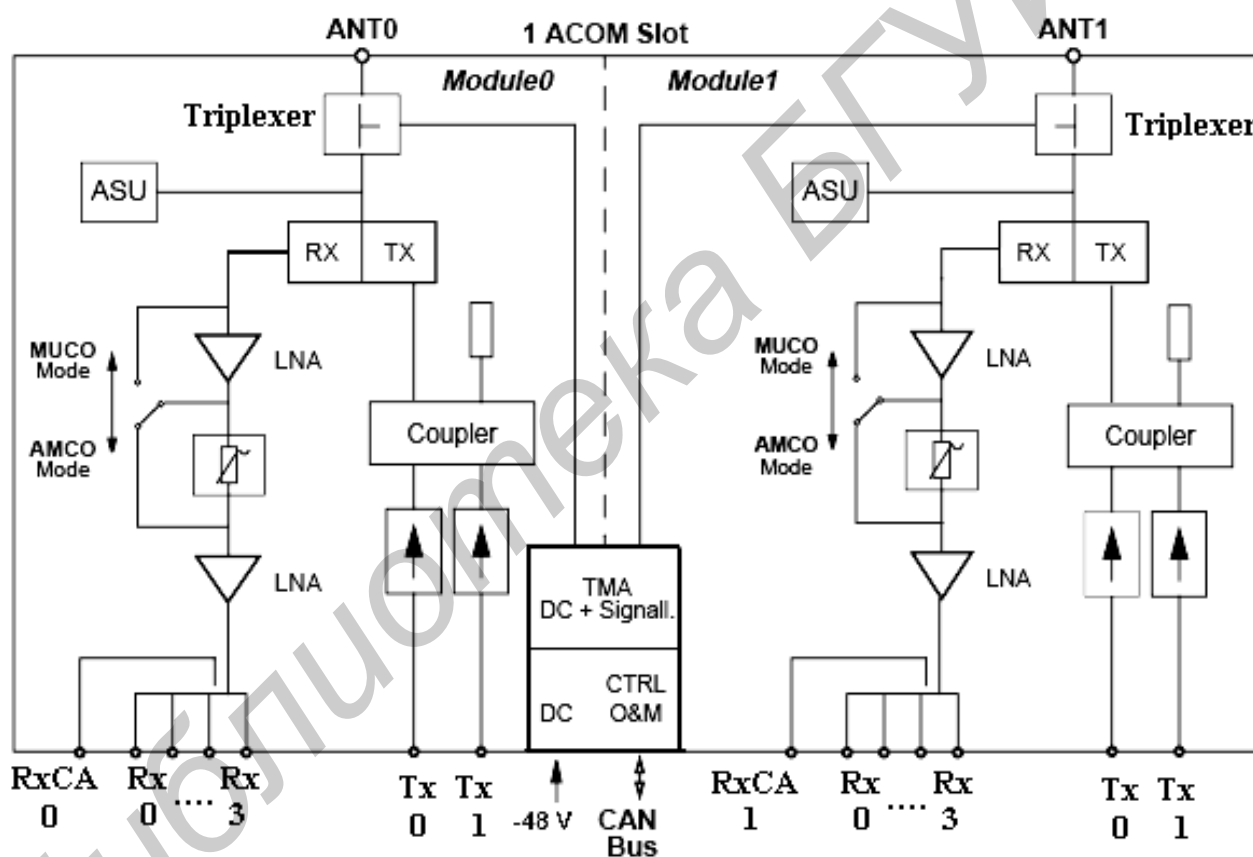 ANT0
1 ACOM Slot
ANT1
Module0
Module1
Triplexer
Triplexer
ASU
ASU
RX
TX
RX
TX
MUCO
Mode
LNA
AMCO
Mode
Coupler
LNA
MUCO
Mode
LNA
AMCO
Mode
Coupler
LNA
TMA
DC + Signall.
DC
CTRL
O&M
RxCA
0
Rx
0
....
Rx
3
Tx
0
Tx
1
-48 V
CAN
Bus
RxCA
1
Rx
0
....
Rx
3
Tx
0
Tx
1
Библиотека БГУ